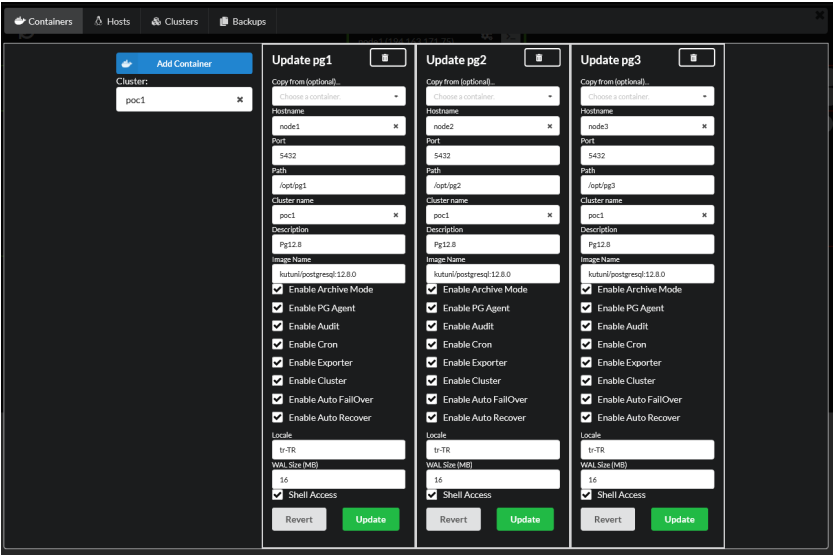 Containers Hosts Clusters Backups
Add Container
Cluster:
poc1
Update pg1
Copy from (optional)...
Choose a container.
Hostname
node1
Port
5432
Path
/opt/pg1
Cluster name
poc1
Description
Pg12.8
Image Name
kutuni/postgresql:12.8.0
Enable Archive Mode
Enable PG Agent
Enable Audit
Enable Cron
Enable Exporter
Enable Cluster
Enable Auto FailOver
Enable Auto Recover
Locale
tr-TR
WAL Size (MB)
16
Shell Access
Revert Update
Update pg2
Copy from (optional)...
Choose a container.
Hostname
node2
Port
5432
Path
/opt/pg2
Cluster name
poc1
Description
Pg12.8
Image Name
kutuni/postgresql:12.8.0
Enable Archive Mode
Enable PG Agent
Enable Audit
Enable Cron
Enable Exporter
Enable Cluster
Enable Auto FailOver
Enable Auto Recover
Locale
tr-TR
WAL Size (MB)
16
Shell Access
Revert Update
Update pg3
Copy from (optional)...
Choose a container.
Hostname
node3
Port
5432
Path
/opt/pg3
Cluster name
poc1
Description
Pg12.8
Image Name
kutuni/postgresql:12.8.0
Enable Archive Mode
Enable PG Agent
Enable Audit
Enable Cron
Enable Exporter
Enable Cluster
Enable Auto FailOver
Enable Auto Recover
Locale
tr-TR
WAL Size (MB)
16
Shell Access
Revert Update